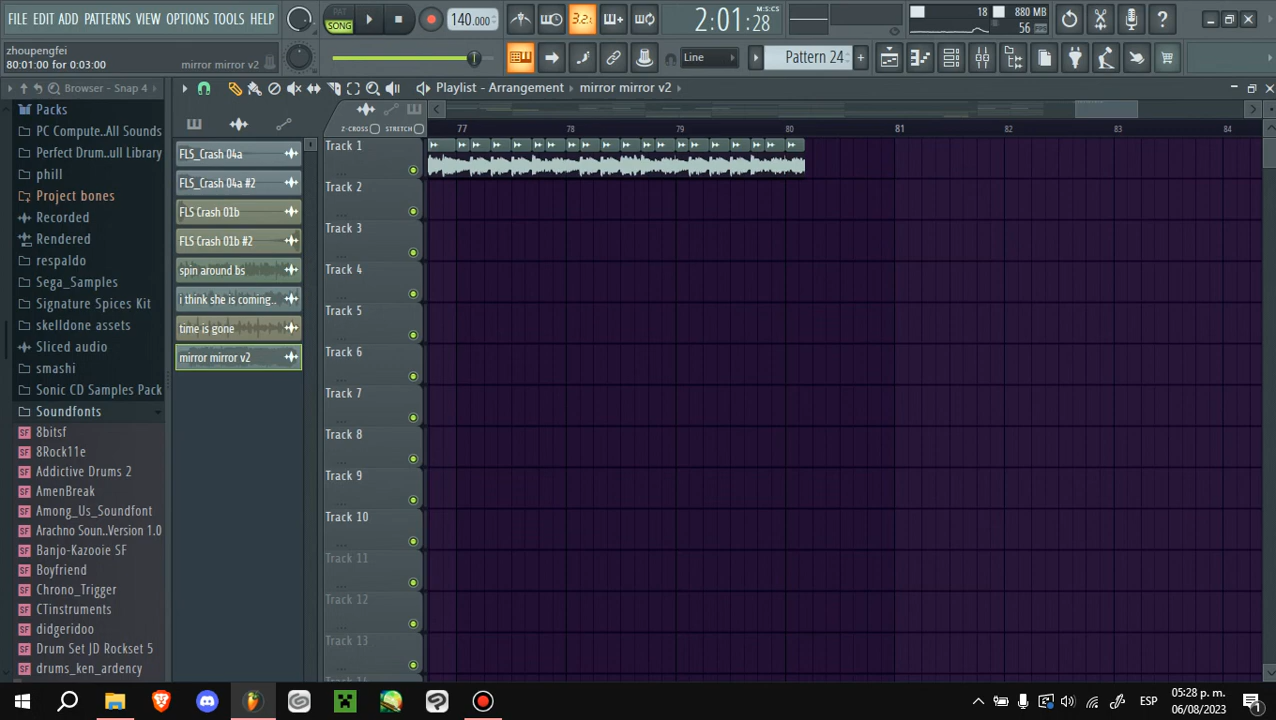 FILE EDIT ADD PATTERNS VIEW OPTIONS TOOLS HELP
PAT
SONG
140.000
3.2.
2:01:28
M:S:CS
18
880 MB
56
zhoupengfei
80:01:00 for 0:03:00
mirror mirror v2
Line
Pattern 24
Browser - Snap 4
Playlist - Arrangement
mirror mirror v2
Packs
PC Compute..All Sounds
Perfect Drum...ull Library
phill
Project bones
Recorded
Rendered
respaldo
Sega_Samples
Signature Spices Kit
skelldone assets
Sliced audio
smashi
Sonic CD Samples Pack
Soundfonts
8bitsf
8Rock11e
Addictive Drums 2
AmenBreak
Among_Us_Soundfont
Arachno Soun..Version 1.0
Banjo-Kazooie SF
Boyfriend
Chrono_Trigger
CTinstruments
didgeridoo
Drum Set JD Rockset 5
drums_ken_ardency
FLS_Crash 04a
FLS_Crash 04a #2
FLS Crash 01b
FLS Crash 01b #2
spin around bs
i think she is coming..
time is gone
mirror mirror v2
Z-CROSS
STRETCH
77
78
79
80
81
82
83
84
Track 1
Track 2
Track 3
Track 4
Track 5
Track 6
Track 7
Track 8
Track 9
Track 10
Track 11
Track 12
Track 13
ESP
05:28 p. m.
06/08/2023
1